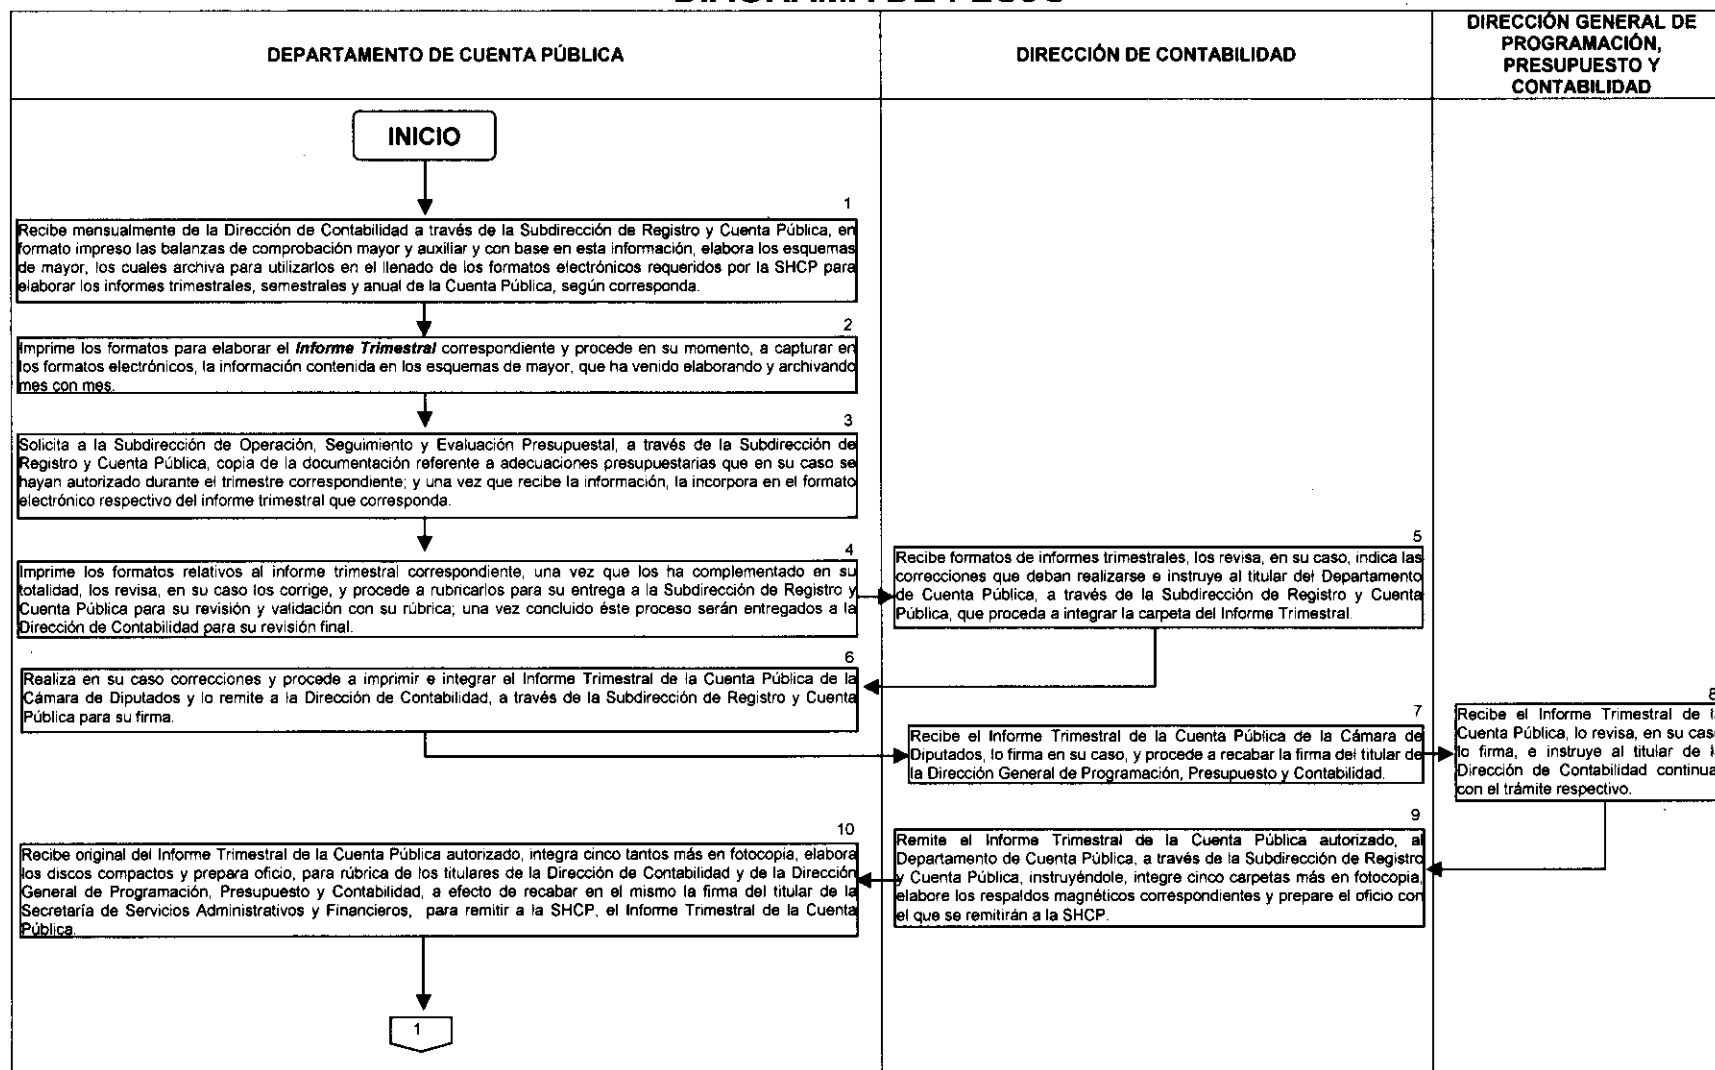 DIAGRAMA DE FLUJO
DEPARTAMENTO DE CUENTA PÚBLICA
DIRECCIÓN DE CONTABILIDAD
DIRECCIÓN GENERAL DE
PROGRAMACIÓN,
PRESUPUESTO Y
CONTABILIDAD
INICIO
1
Recibe mensualmente de la Dirección de Contabilidad a través de la Subdirección de Registro y Cuenta Pública, en
formato impreso las balanzas de comprobación mayor y auxiliar y con base en esta información, elabora los esquemas
de mayor, los cuales archiva para utilizarlos en el llenado de los formatos electrónicos requeridos por la SHCP para
elaborar los informes trimestrales, semestrales y anual de la Cuenta Pública, según corresponda.
2
Imprime los formatos para elaborar el Informe Trimestral correspondiente y procede en su momento, a capturar en
los formatos electrónicos, la información contenida en los esquemas de mayor, que ha venido elaborando y archivando
mes con mes.
3
Solicita a la Subdirección de Operación, Seguimiento y Evaluación Presupuestal, a través de la Subdirección de
Registro y Cuenta Pública, copia de la documentación referente a adecuaciones presupuestarias que en su caso se
hayan autorizado durante el trimestre correspondiente; y una vez que recibe la información, la incorpora en el formato
electrónico respectivo del informe trimestral que corresponda.
4
Imprime los formatos relativos al informe trimestral correspondiente, una vez que los ha complementado en su
totalidad, los revisa, en su caso los corrige, y procede a rubricarlos para su entrega a la Subdirección de Registro y
Cuenta Pública para su revisión y validación con su rúbrica; una vez concluido éste proceso serán entregados a la
Dirección de Contabilidad para su revisión final.
5
Recibe formatos de informes trimestrales, los revisa, en su caso, indica las
correcciones que deban realizarse e instruye al titular del Departamento
de Cuenta Pública, a través de la Subdirección de Registro y Cuenta
Pública, que proceda a integrar la carpeta del Informe Trimestral.
6
Realiza en su caso correcciones y procede a imprimir e integrar el Informe Trimestral de la Cuenta Pública de la
Cámara de Diputados y lo remite a la Dirección de Contabilidad, a través de la Subdirección de Registro y Cuenta
Pública para su firma.
7
Recibe el Informe Trimestral de la Cuenta Pública de la Cámara de
Diputados, lo firma en su caso, y procede a recabar la firma del titular de
la Dirección General de Programación, Presupuesto y Contabilidad.
8
Recibe el Informe Trimestral de la
Cuenta Pública, lo revisa, en su caso
lo firma, e instruye al titular de la
Dirección de Contabilidad continua
con el trámite respectivo.
9
Remite el Informe Trimestral de la Cuenta Pública autorizado, al
Departamento de Cuenta Pública, a través de la Subdirección de Registro
y Cuenta Pública, instruyéndole, integre cinco carpetas más en fotocopia,
elabore los respaldos magnéticos correspondientes y prepare el oficio con
el que se remitirán a la SHCP.
10
Recibe original del Informe Trimestral de la Cuenta Pública autorizado, integra cinco tantos más en fotocopia, elabora
los discos compactos y prepara oficio, para rúbrica de los titulares de la Dirección de Contabilidad y de la Dirección
General de Programación, Presupuesto y Contabilidad, a efecto de recabar en el mismo la firma del titular de la
Secretaría de Servicios Administrativos y Financieros, para remitir a la SHCP, el Informe Trimestral de la Cuenta
Pública.
1